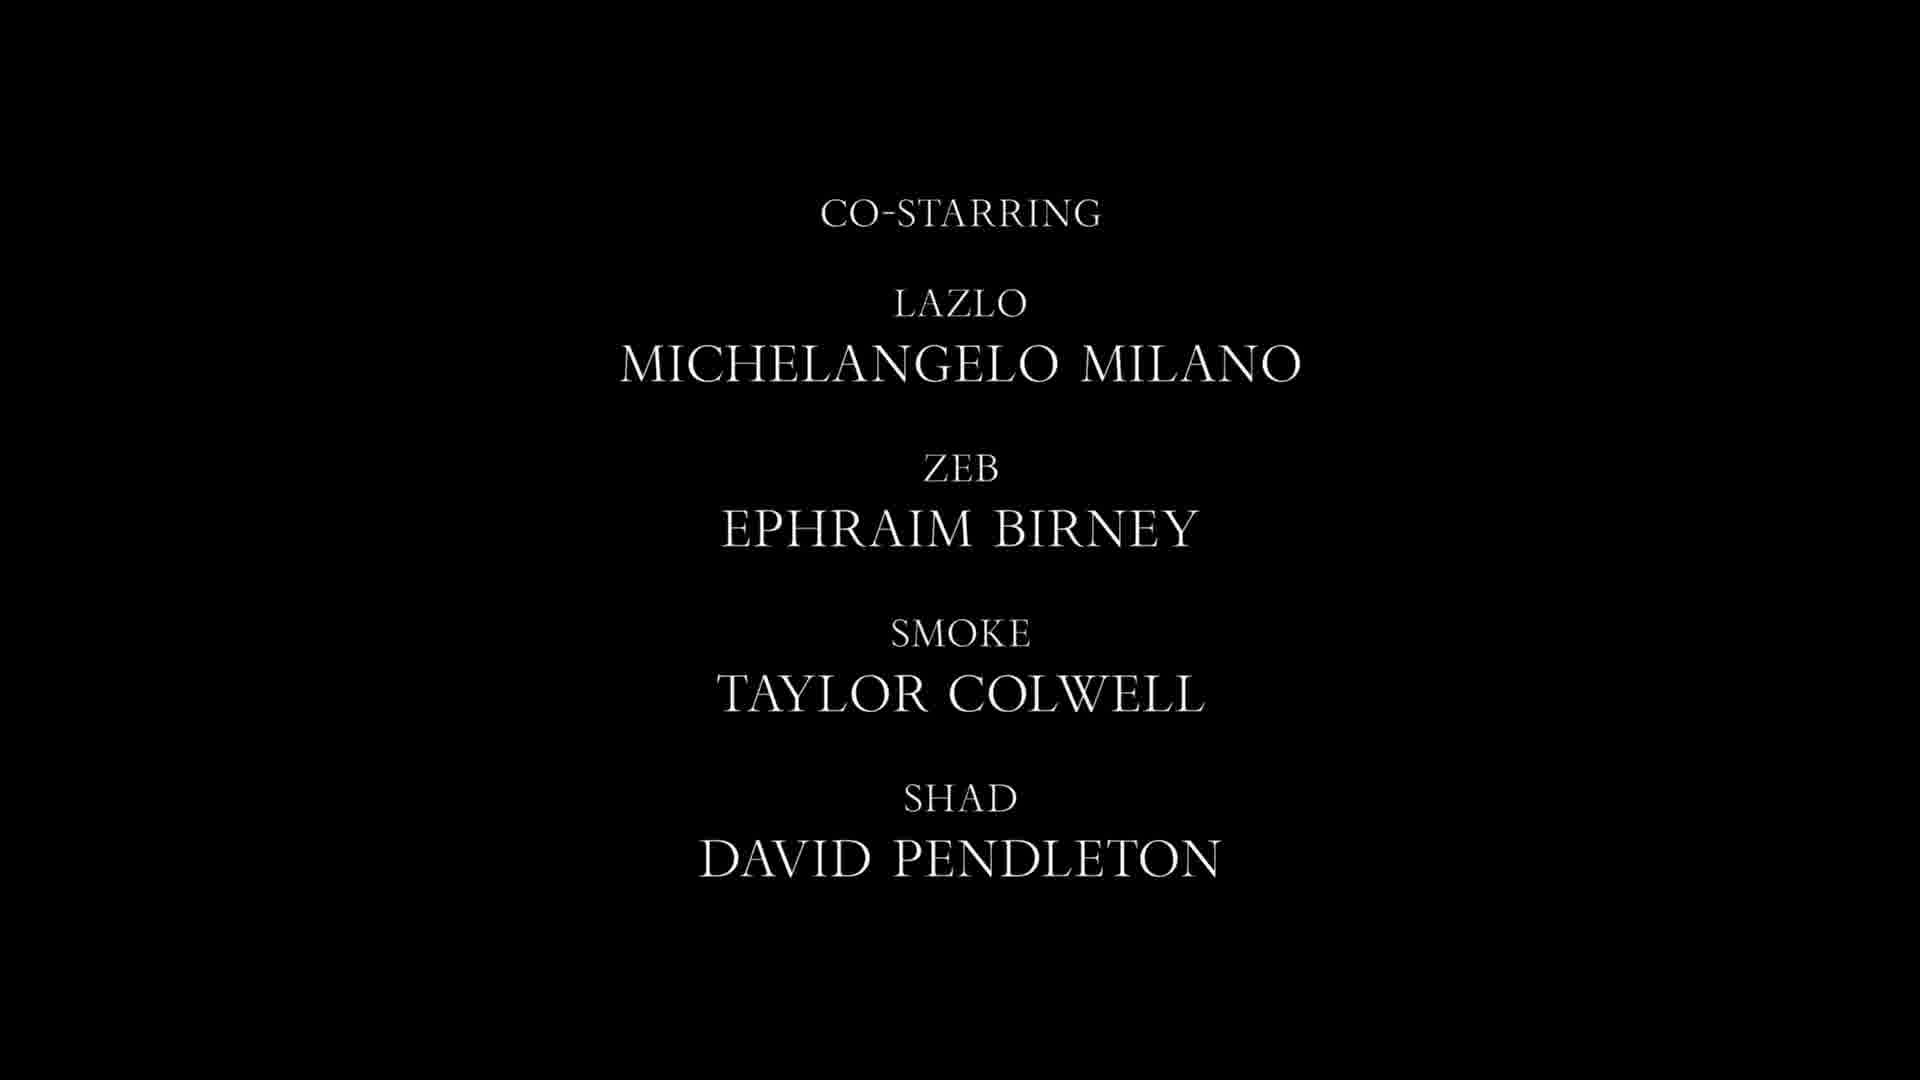 CO-STARRING
LAZLO
MICHELANGELO MILANO
ZEB
EPHRAIM BIRNEY
SMOKE
TAYLOR COLWELL
SHAD
DAVID PENDLETON